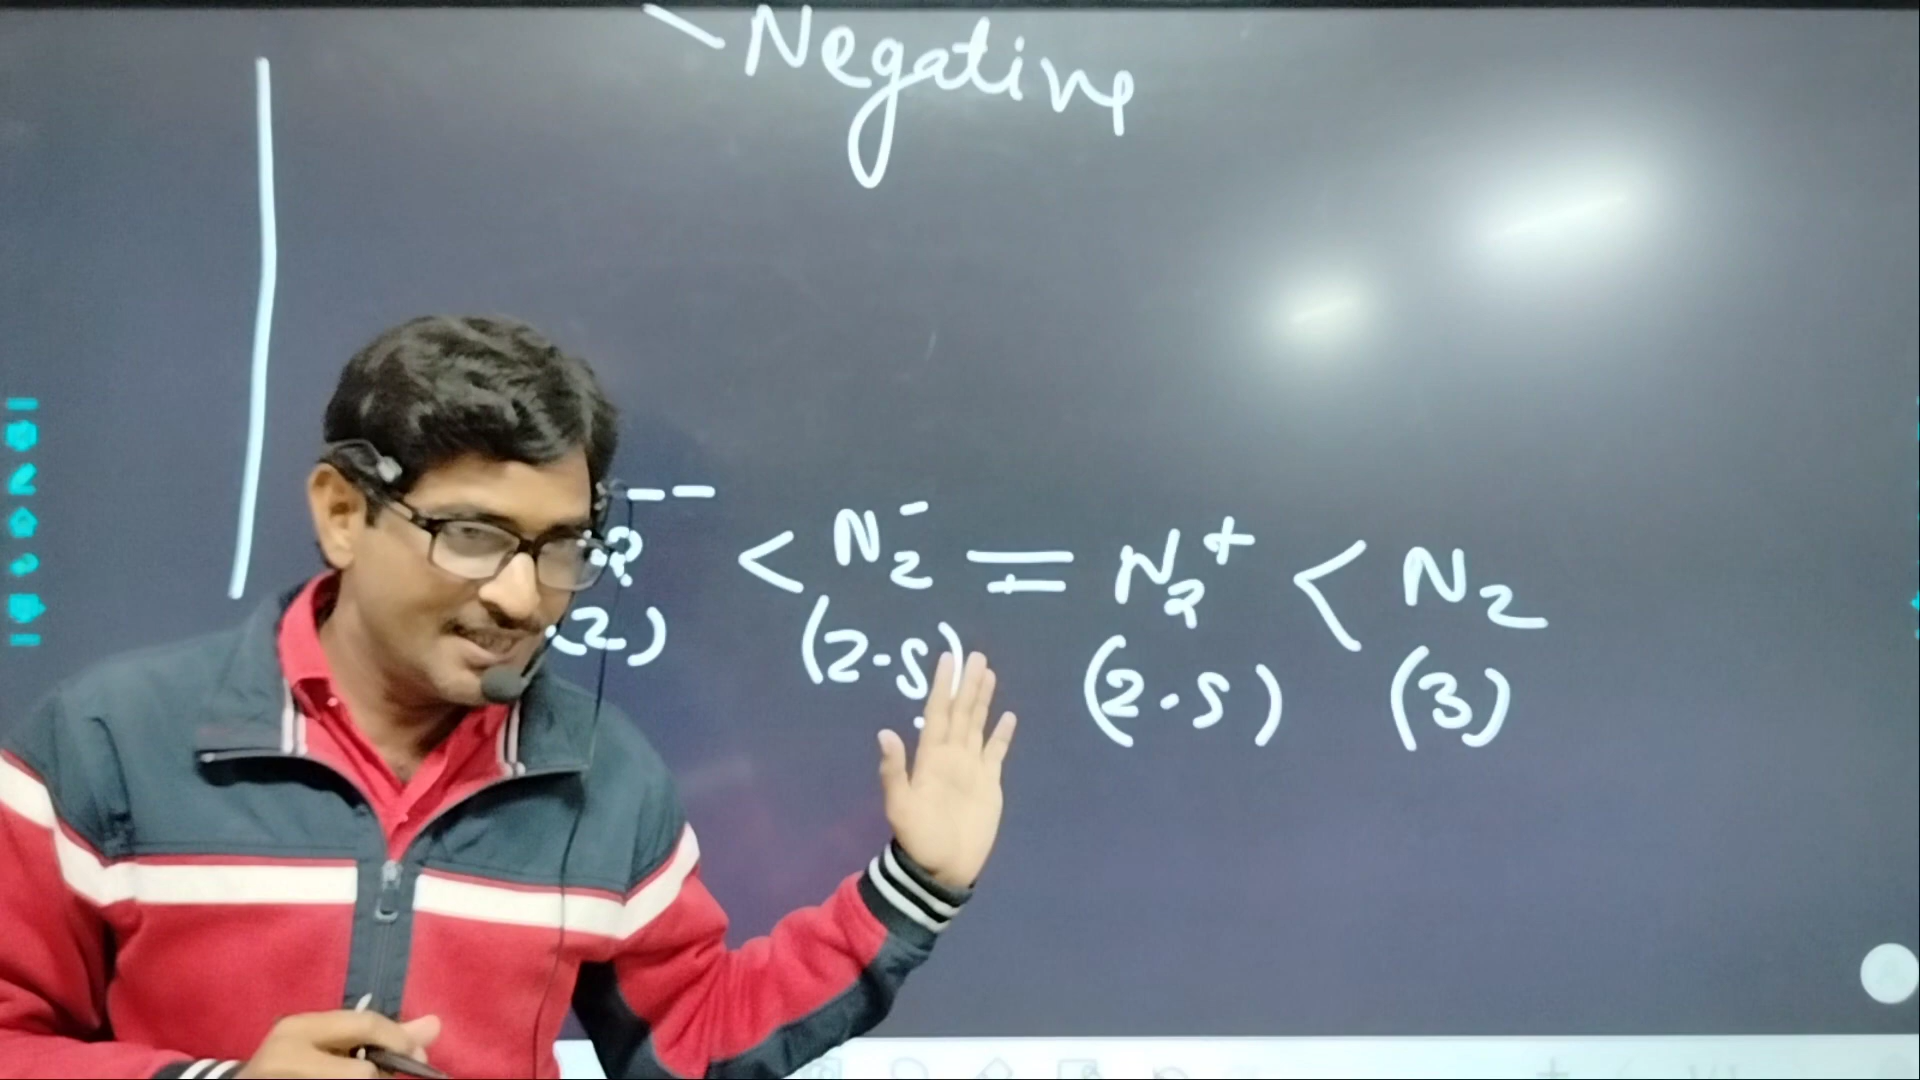 - Negative
-- < N₂⁻ = N₂⁺ < N₂
2) (2.5) (2.5) (3)